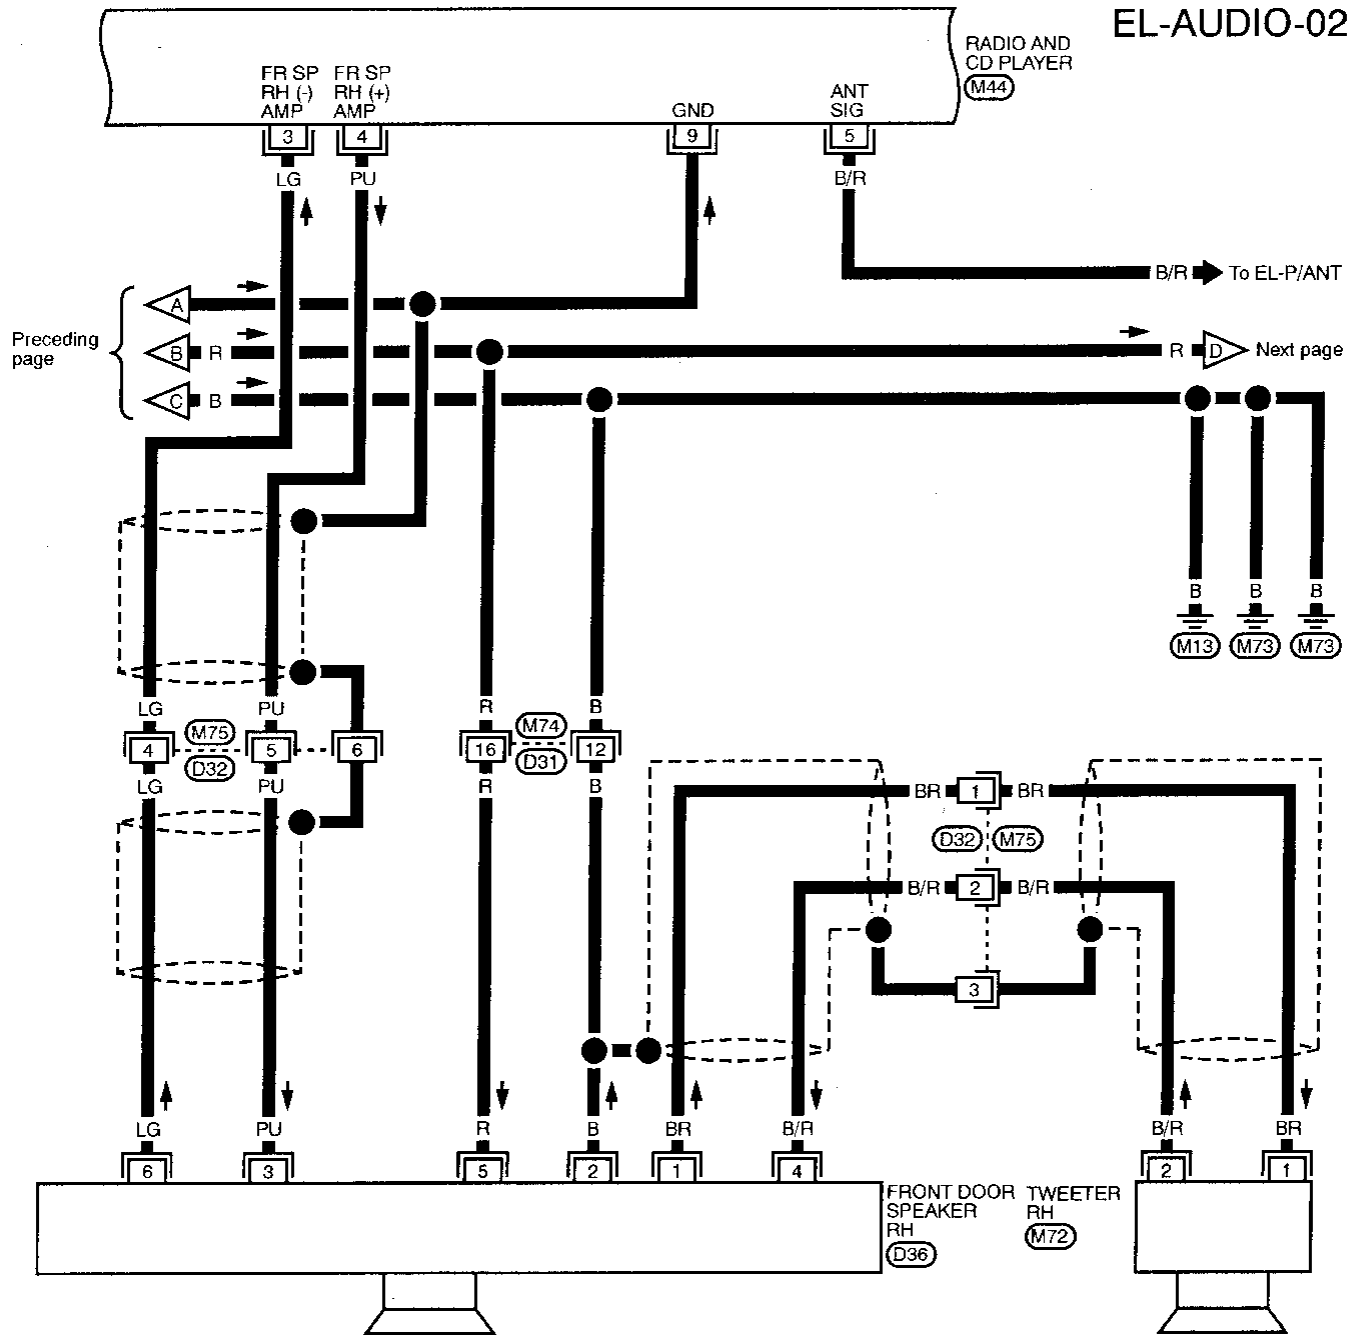 EL-AUDIO-02
RADIO AND
CD PLAYER
M44
FR SP
RH (-)
AMP
FR SP
RH (+)
AMP
GND
ANT
SIG
3
4
9
5
LG
PU
B/R
B/R
To EL-P/ANT
Preceding
page
A
B
R
R
D
Next page
C
B
B
B
B
M13
M73
M73
LG
PU
R
B
M75
M74
4
5
6
16
12
D32
D31
LG
PU
R
B
BR
1
BR
D32
M75
B/R
2
B/R
3
LG
PU
R
B
BR
B/R
B/R
BR
6
3
5
2
1
4
2
1
FRONT DOOR
SPEAKER
RH
D36
TWEETER
RH
M72